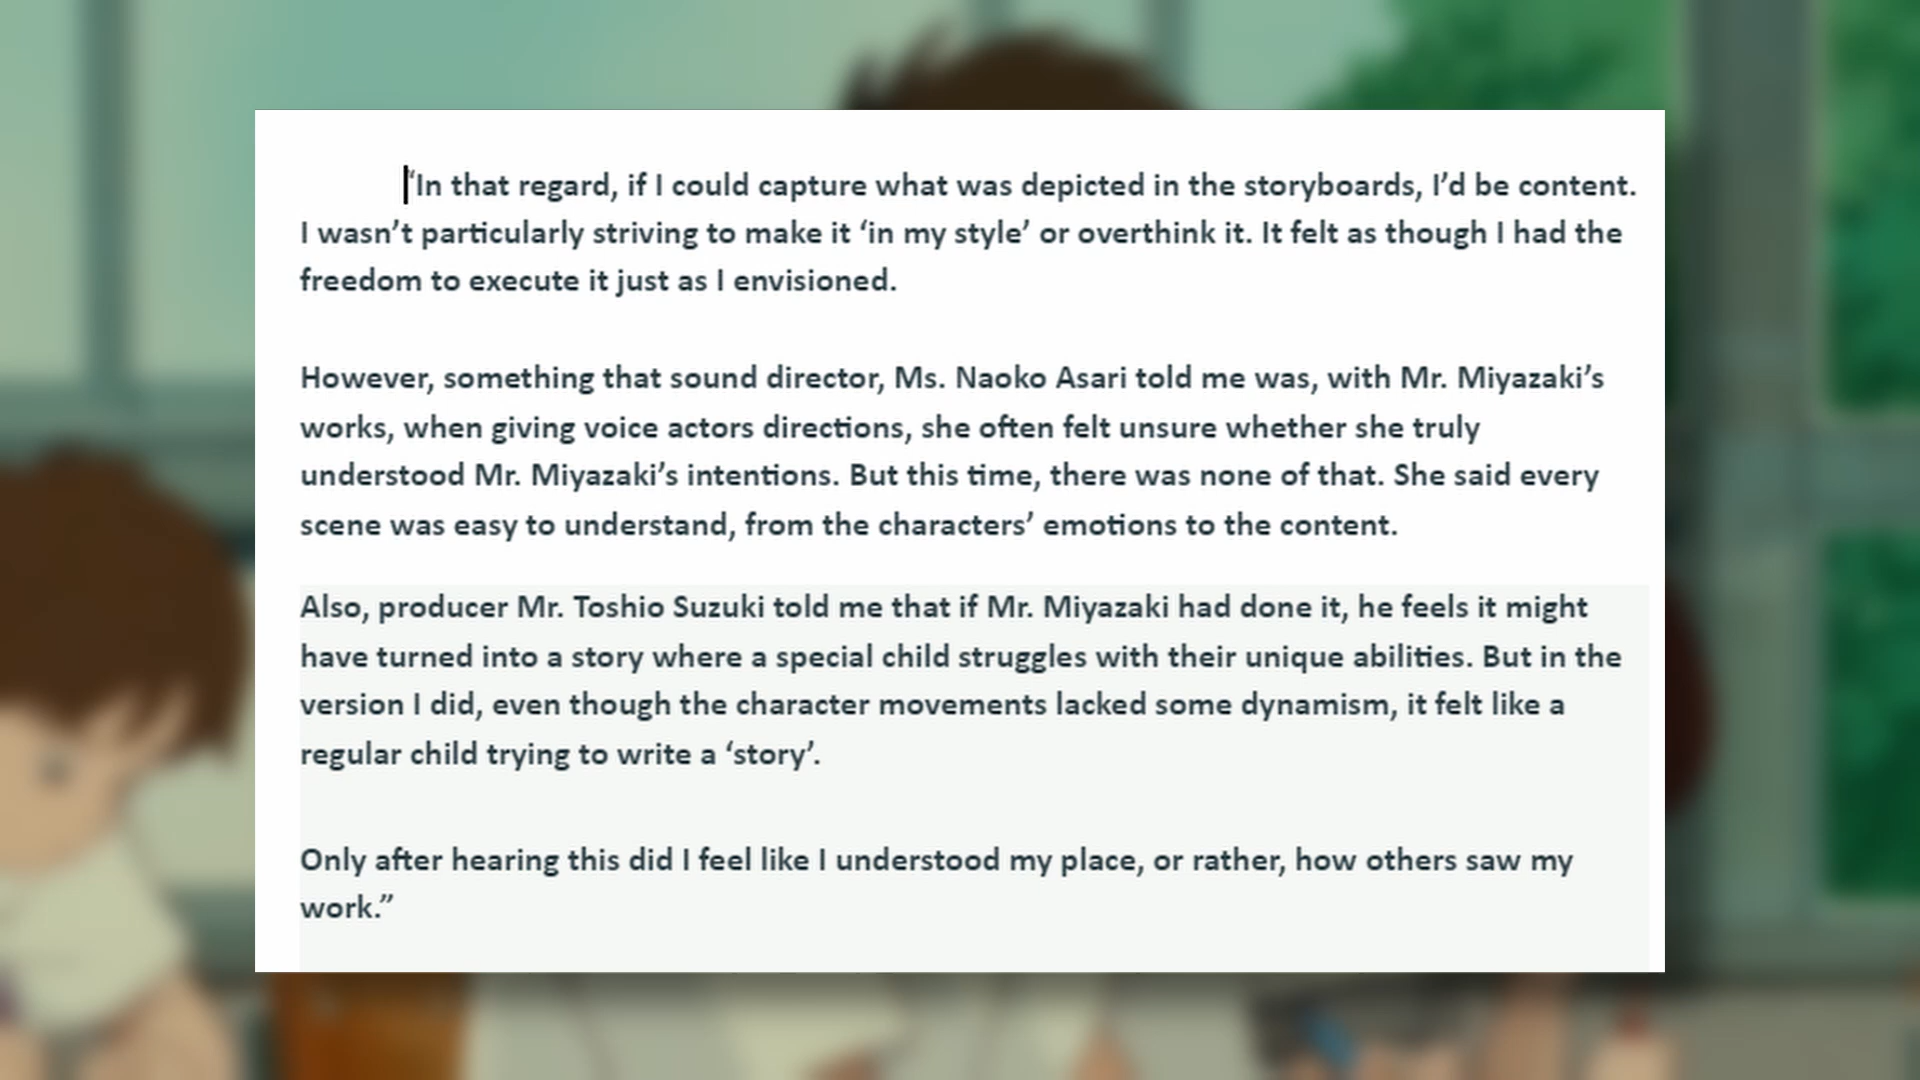 ‘In that regard, if I could capture what was depicted in the storyboards, I’d be content.
I wasn’t particularly striving to make it ‘in my style’ or overthink it. It felt as though I had the
freedom to execute it just as I envisioned.
However, something that sound director, Ms. Naoko Asari told me was, with Mr. Miyazaki’s
works, when giving voice actors directions, she often felt unsure whether she truly
understood Mr. Miyazaki’s intentions. But this time, there was none of that. She said every
scene was easy to understand, from the characters’ emotions to the content.
Also, producer Mr. Toshio Suzuki told me that if Mr. Miyazaki had done it, he feels it might
have turned into a story where a special child struggles with their unique abilities. But in the
version I did, even though the character movements lacked some dynamism, it felt like a
regular child trying to write a ‘story’.
Only after hearing this did I feel like I understood my place, or rather, how others saw my
work.”